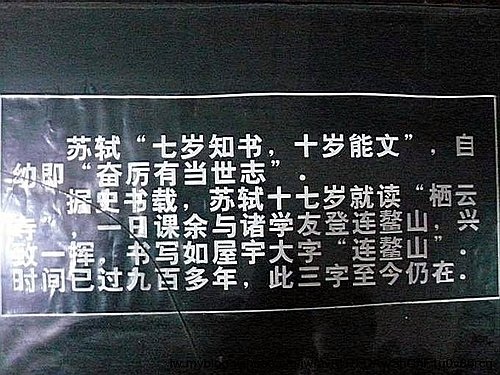 苏轼“七岁知书，十岁能文”，自
幼即“奋厉有当世志”．
据史书载，苏轼十七岁就读“栖云
寺”，一日课余与诸学友登连鳌山，兴
致一挥，书写如屋宇大字“连鳌山”．
时间已过九百多年，此三字至今仍在．